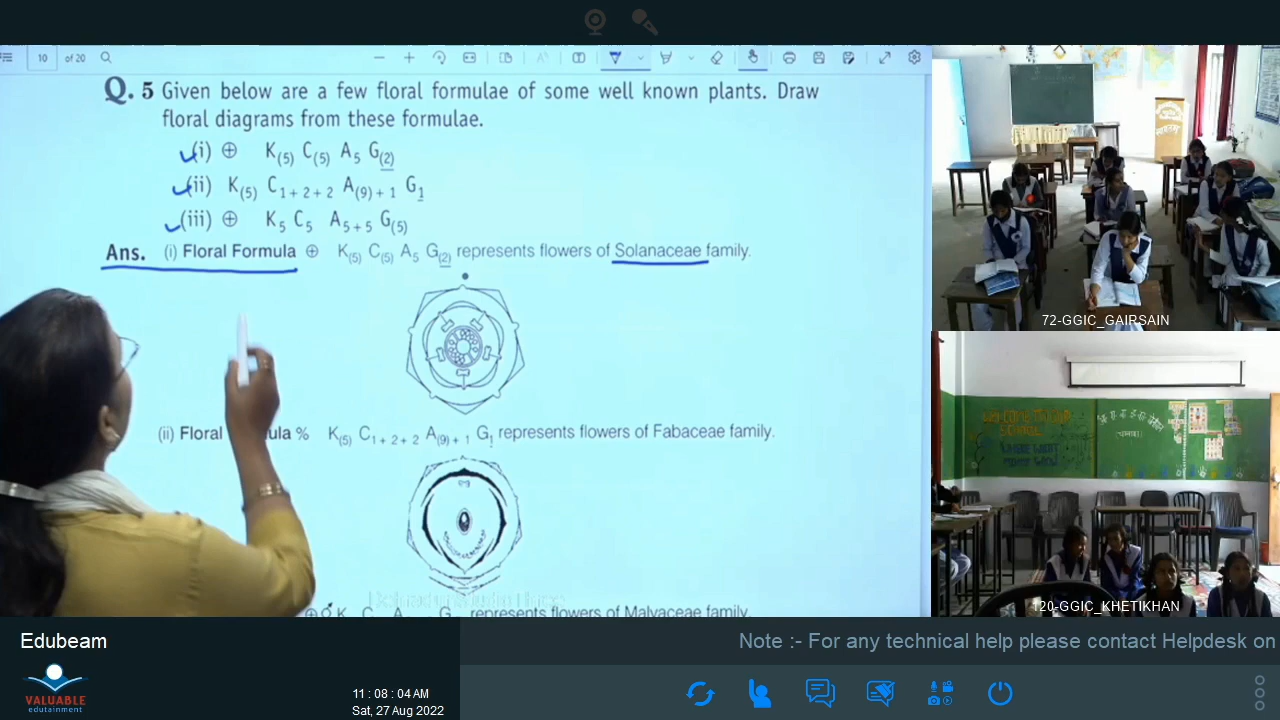 10 of 20
Q. 5 Given below are a few floral formulae of some well known plants. Draw
floral diagrams from these formulae.
(i) ⊕ K(5) C(5) A5 G(2)
(ii) K(5) C1 + 2 + 2 A(9) + 1 G1
(iii) ⊕ K5 C5 A5 + 5 G(5)
Ans. (i) Floral Formula ⊕ K(5) C(5) A5 G(2) represents flowers of Solanaceae family.
(ii) Floral % K(5) C1 + 2 + 2 A(9) + 1 G1 represents flowers of Fabaceae family.
represents flowers of Malvaceae family.
72-GGIC_GAIRSAIN
WELCOME TO OUR
SCHOOL
120-GGIC_KHETIKHAN
Edubeam
Note :- For any technical help please contact Helpdesk on
VALUABLE
edutainment
11 : 08 : 04 AM
Sat, 27 Aug 2022